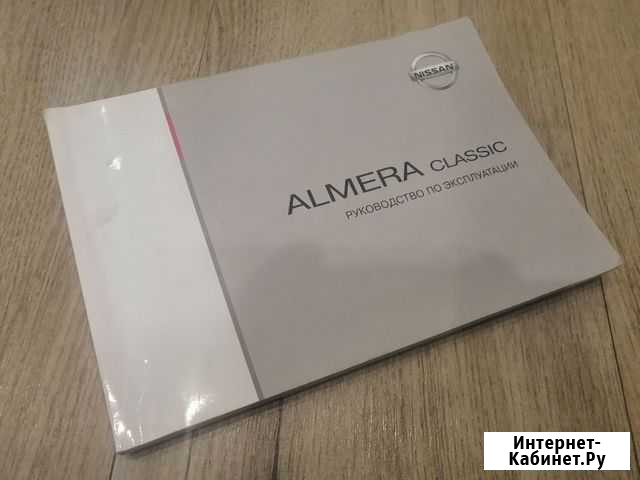 NISSAN
ALMERA CLASSIC
РУКОВОДСТВО ПО ЭКСПЛУАТАЦИИ
Интернет-
Кабинет.Ру